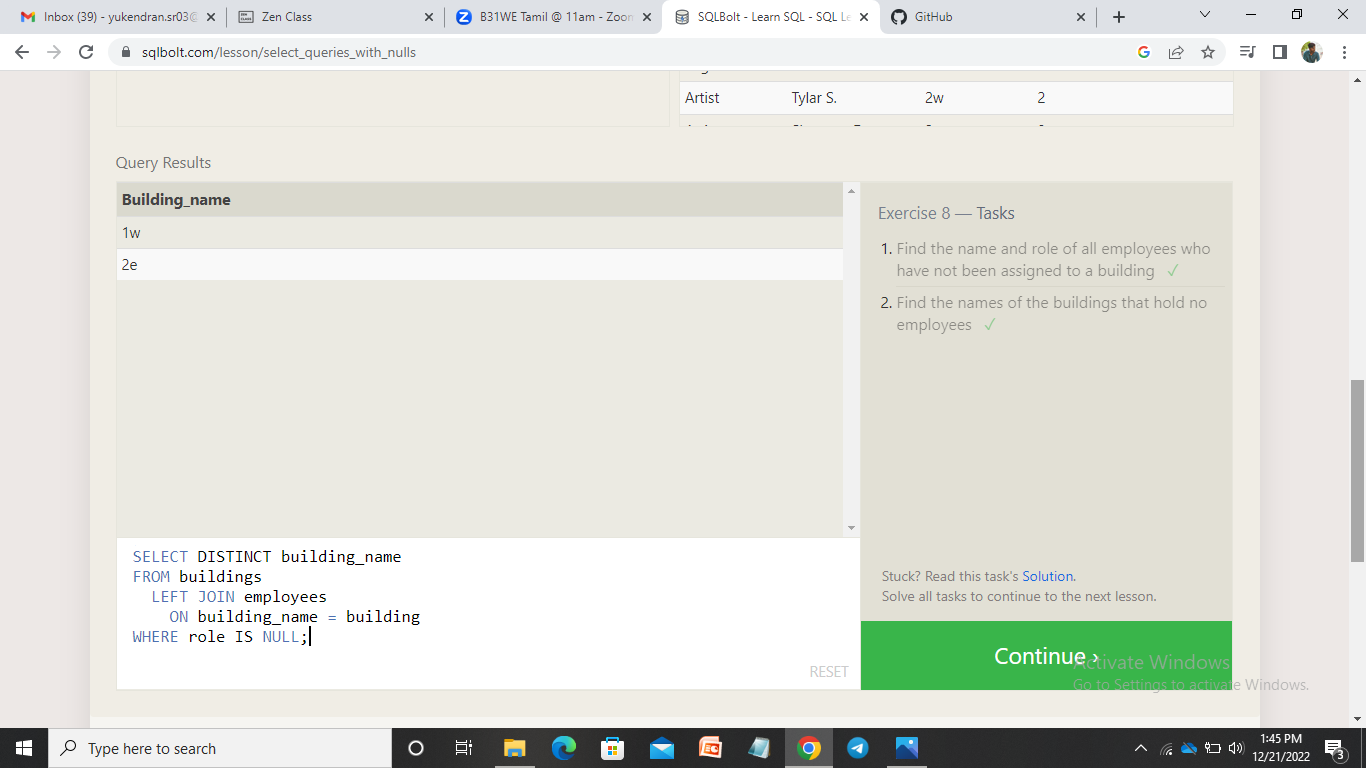 Inbox (39) - yukendran.sr03@
Zen Class
B31WE Tamil @ 11am - Zoom
SQLBolt - Learn SQL - SQL Le
GitHub
sqlbolt.com/lesson/select_queries_with_nulls
Artist Tylar S. 2w 2
Query Results
Building_name
1w
2e
Exercise 8 — Tasks
1. Find the name and role of all employees who
have not been assigned to a building ✓
2. Find the names of the buildings that hold no
employees ✓
SELECT DISTINCT building_name
FROM buildings
LEFT JOIN employees
ON building_name = building
WHERE role IS NULL;
RESET
Stuck? Read this task's Solution.
Solve all tasks to continue to the next lesson.
Continue ›
Activate Windows
Go to Settings to activate Windows.
Type here to search
1:45 PM
12/21/2022
3